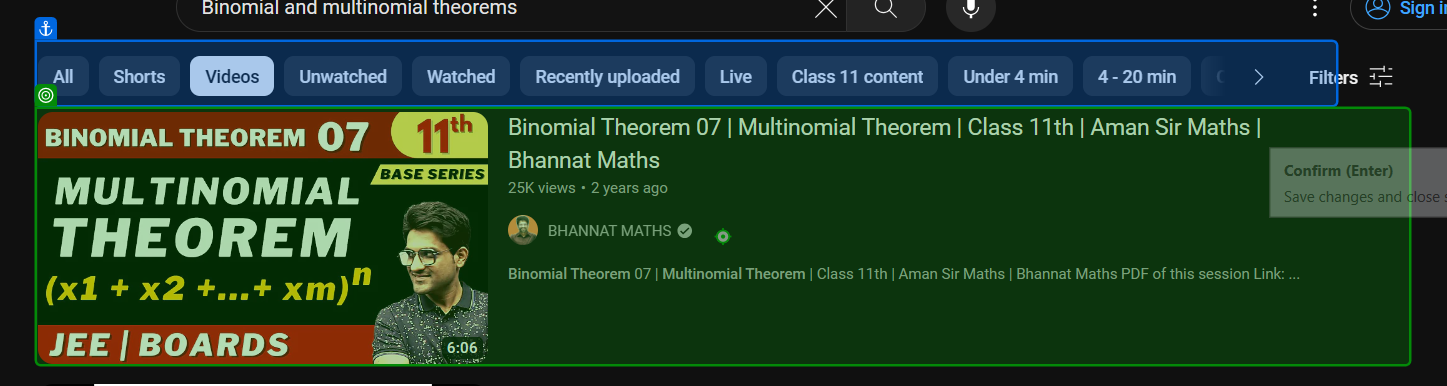 Binomial and multinomial theorems
Sign in
All Shorts Videos Unwatched Watched Recently uploaded Live Class 11 content Under 4 min 4 - 20 min Filters
BINOMIAL THEOREM 07 11th
BASE SERIES
MULTINOMIAL
THEOREM
(x1 + x2 +...+ xm)n
JEE | BOARDS
6:06
Binomial Theorem 07 | Multinomial Theorem | Class 11th | Aman Sir Maths |
Bhannat Maths
25K views • 2 years ago
BHANNAT MATHS
Binomial Theorem 07 | Multinomial Theorem | Class 11th | Aman Sir Maths | Bhannat Maths PDF of this session Link: ...
Confirm (Enter)
Save changes and close